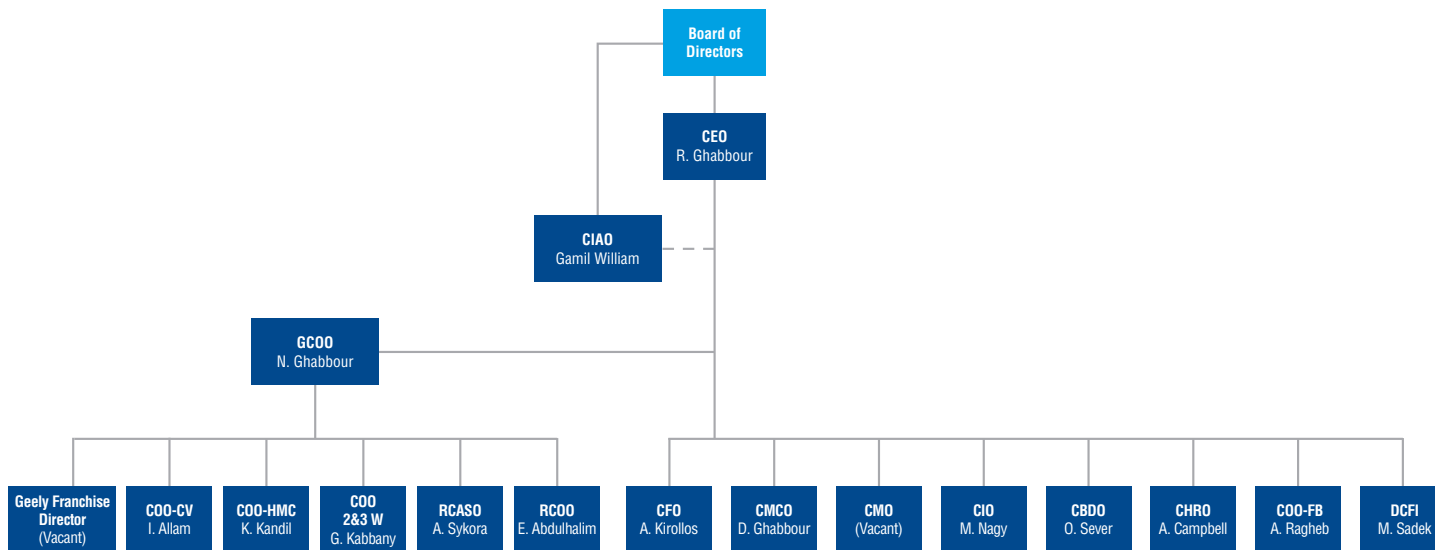 Board of
Directors
CEO
R. Ghabbour
CIAO
Gamil William
GCOO
N. Ghabbour
Geely Franchise
Director
(Vacant)
COO-CV
I. Allam
COO-HMC
K. Kandil
COO
2&3 W
G. Kabbany
RCASO
A. Sykora
RCOO
E. Abdulhalim
CFO
A. Kirollos
CMCO
D. Ghabbour
CMO
(Vacant)
CIO
M. Nagy
CBDO
O. Sever
CHRO
A. Campbell
COO-FB
A. Ragheb
DCFI
M. Sadek